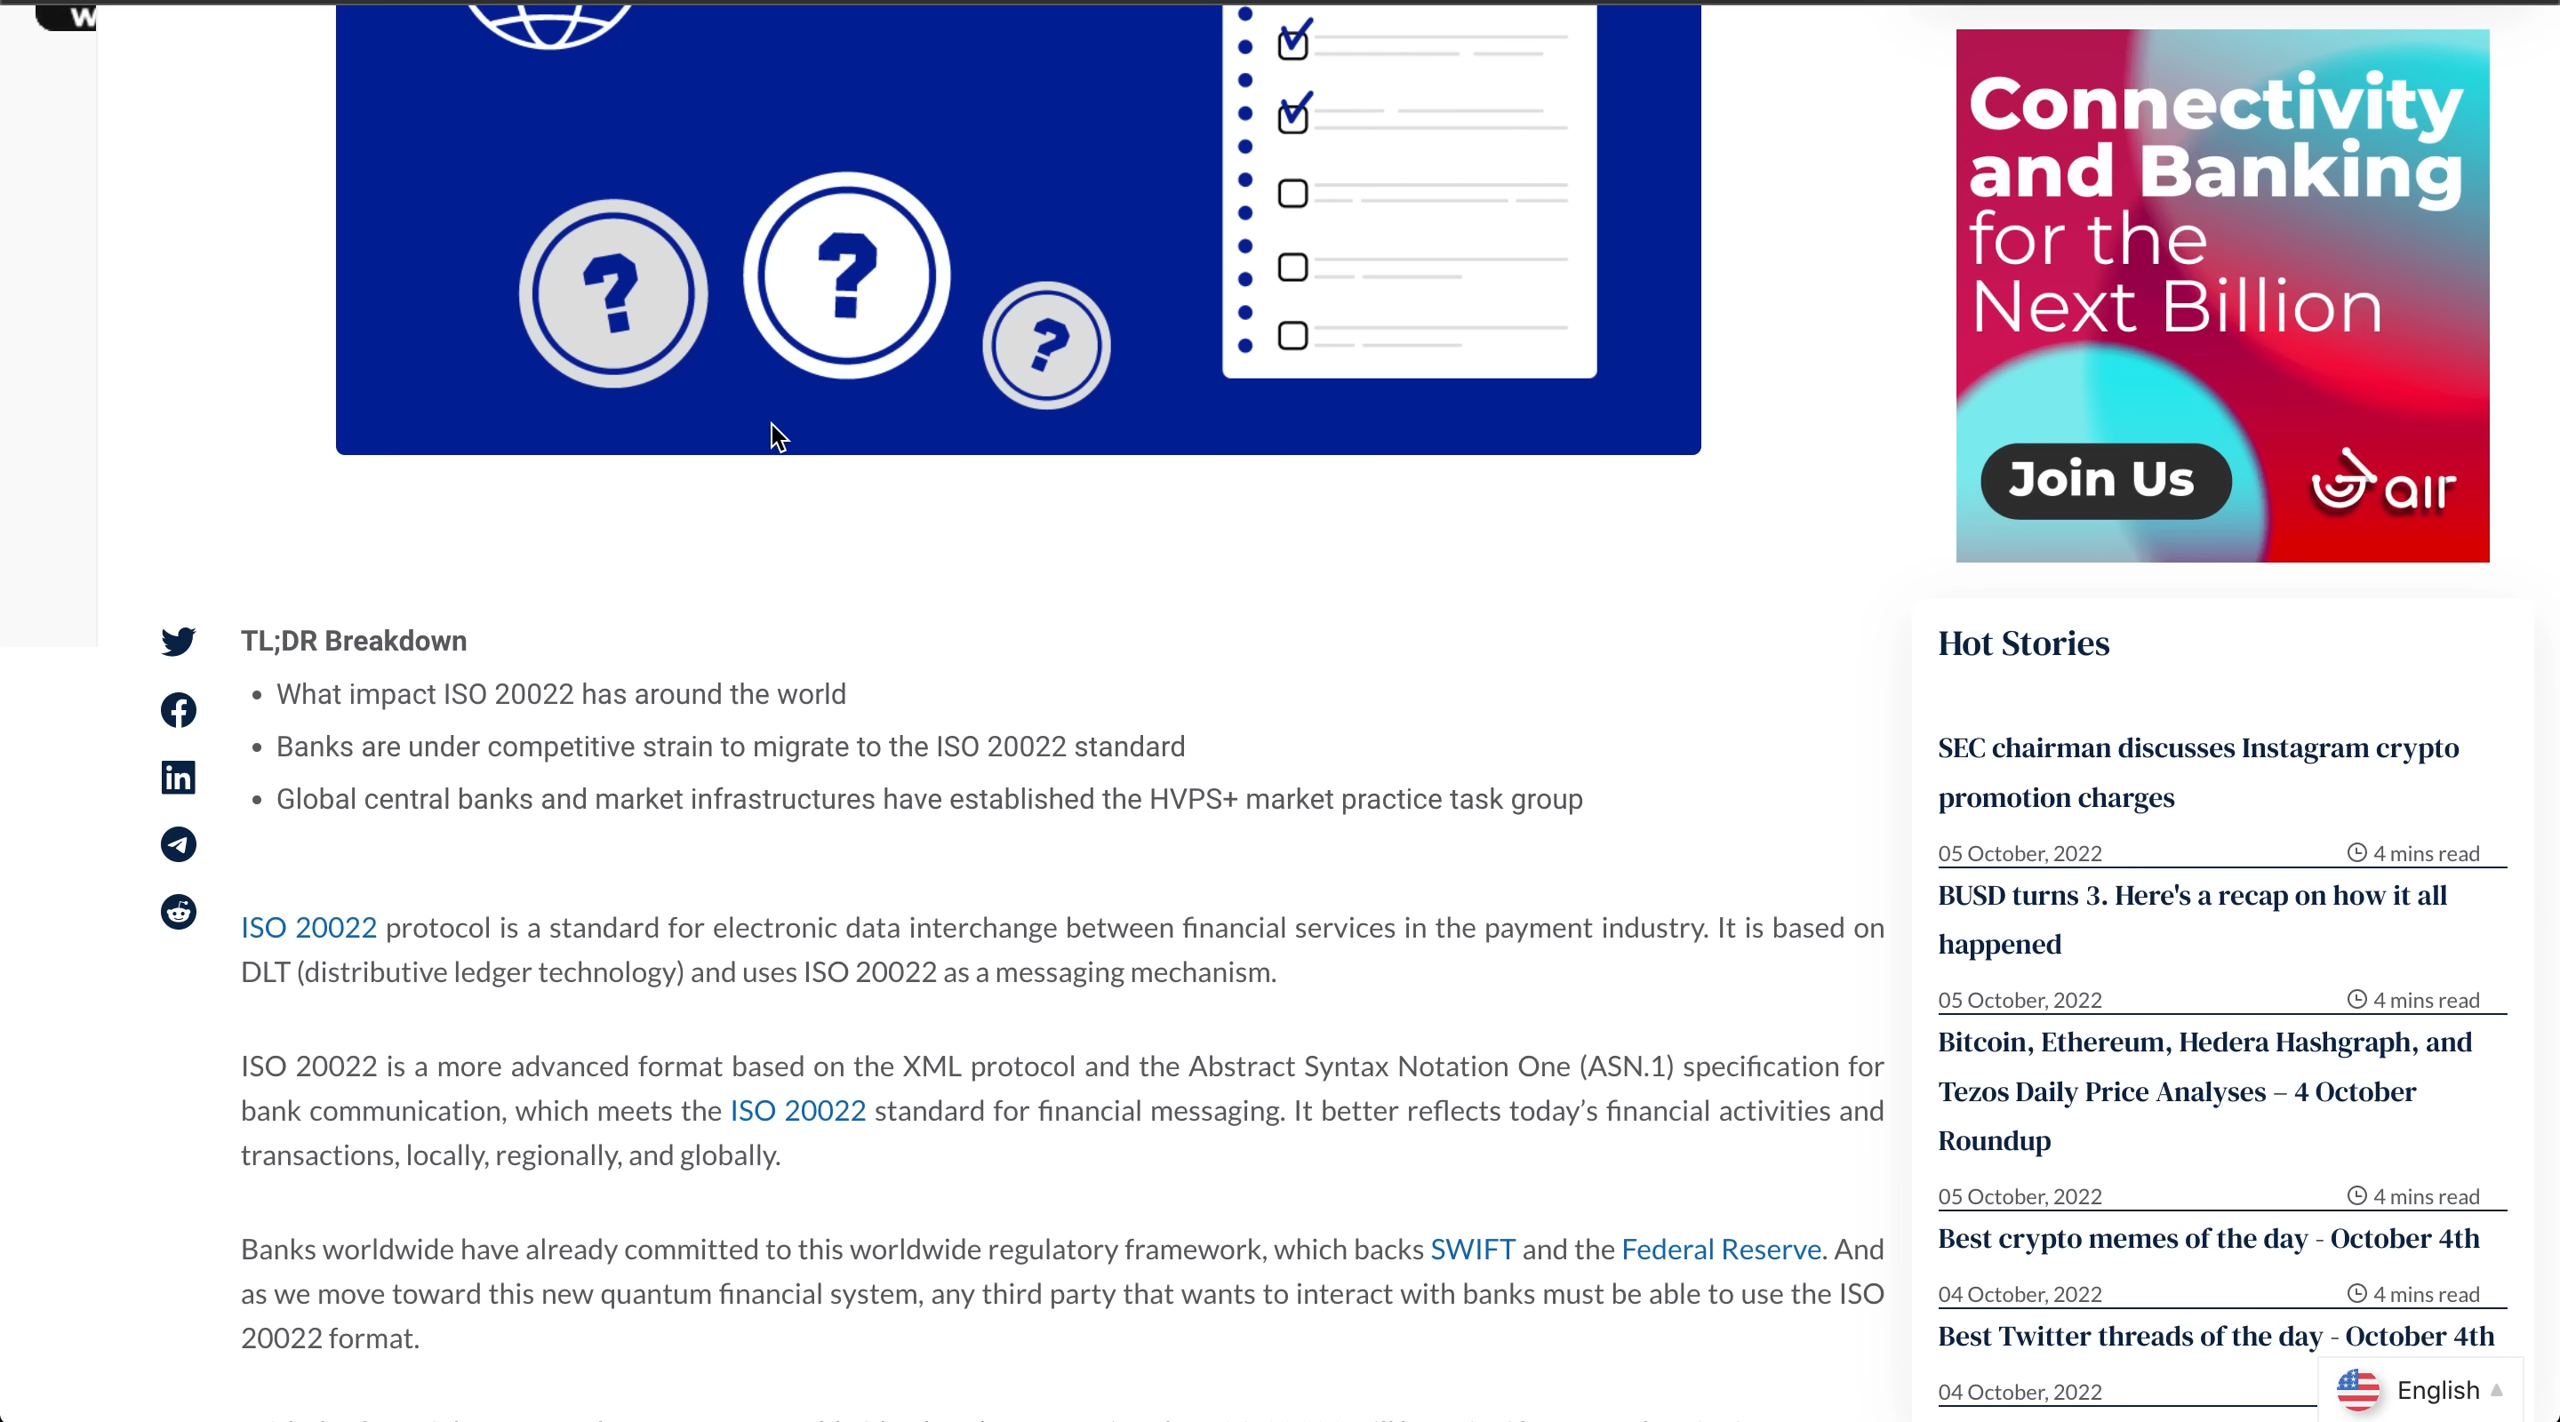 ?
?
?
Connectivity
and Banking
for the
Next Billion
Join Us
air
TL;DR Breakdown
• What impact ISO 20022 has around the world
• Banks are under competitive strain to migrate to the ISO 20022 standard
• Global central banks and market infrastructures have established the HVPS+ market practice task group
ISO 20022 protocol is a standard for electronic data interchange between financial services in the payment industry. It is based on
DLT (distributive ledger technology) and uses ISO 20022 as a messaging mechanism.
ISO 20022 is a more advanced format based on the XML protocol and the Abstract Syntax Notation One (ASN.1) specification for
bank communication, which meets the ISO 20022 standard for financial messaging. It better reflects today’s financial activities and
transactions, locally, regionally, and globally.
Banks worldwide have already committed to this worldwide regulatory framework, which backs SWIFT and the Federal Reserve. And
as we move toward this new quantum financial system, any third party that wants to interact with banks must be able to use the ISO
20022 format.
Hot Stories
SEC chairman discusses Instagram crypto
promotion charges
05 October, 2022 4 mins read
BUSD turns 3. Here's a recap on how it all
happened
05 October, 2022 4 mins read
Bitcoin, Ethereum, Hedera Hashgraph, and
Tezos Daily Price Analyses – 4 October
Roundup
05 October, 2022 4 mins read
Best crypto memes of the day - October 4th
04 October, 2022 4 mins read
Best Twitter threads of the day - October 4th
04 October, 2022
English